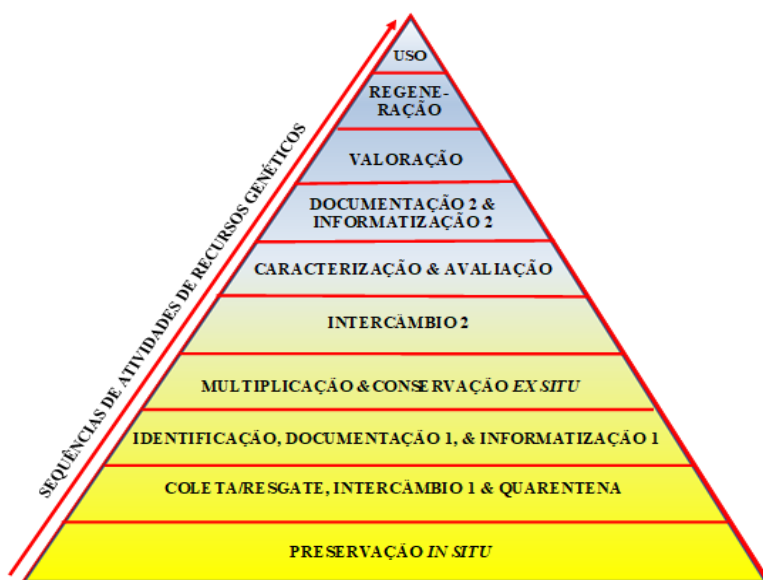 USO
REGENE-
RAÇÃO
VALORAÇÃO
DOCUMENTAÇÃO 2 &
INFORMATIZAÇÃO 2
CARACTERIZAÇÃO & AVALIAÇÃO
INTERCÂMBIO 2
MULTIPLICAÇÃO & CONSERVAÇÃO EX SITU
IDENTIFICAÇÃO, DOCUMENTAÇÃO 1, & INFORMATIZAÇÃO 1
COLETA/RESGATE, INTERCÂMBIO 1 & QUARENTENA
PRESERVAÇÃO IN SITU
SEQUÊNCIAS DE ATIVIDADES DE RECURSOS GENÉTICOS